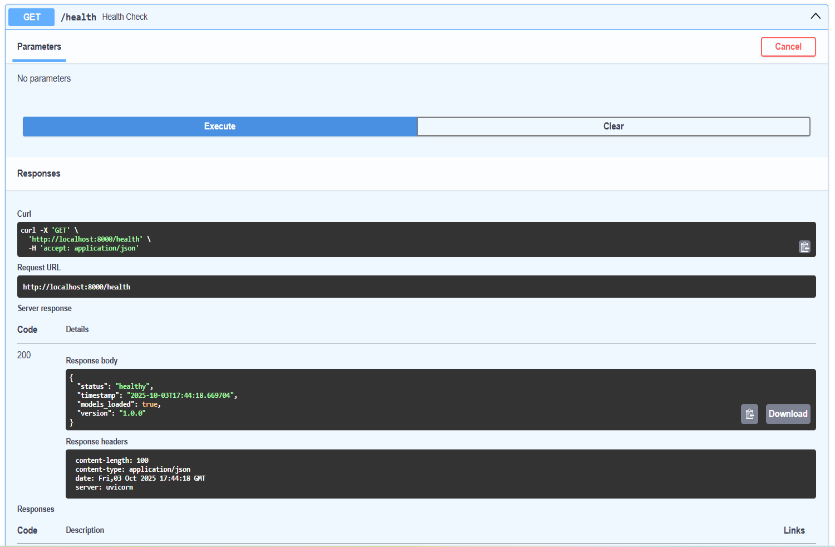 GET /health Health Check
Parameters Cancel
No parameters
Execute Clear
Responses
Curl
curl -X 'GET' \
'http://localhost:8000/health' \
-H 'accept: application/json'
Request URL
http://localhost:8000/health
Server response
Code Details
200
Response body
{
"status": "healthy",
"timestamp": "2025-10-03T17:44:18.669704",
"models_loaded": true,
"version": "1.0.0"
}
Download
Response headers
content-length: 100
content-type: application/json
date: Fri,03 Oct 2025 17:44:18 GMT
server: uvicorn
Responses
Code Description Links